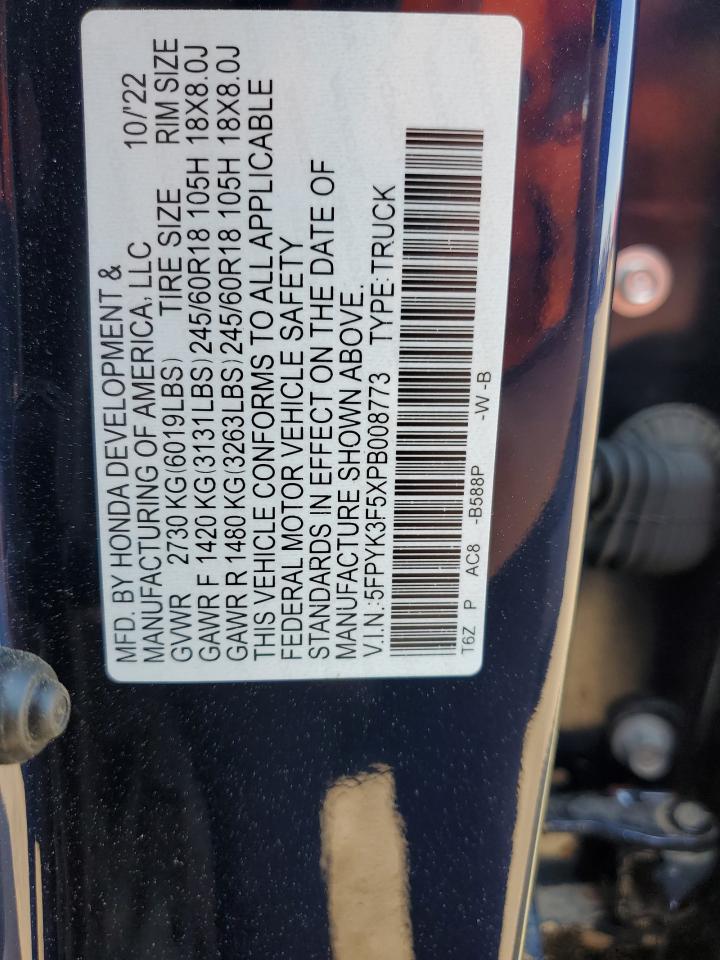 MFD. BY HONDA DEVELOPMENT &
MANUFACTURING OF AMERICA, LLC 10/'22
GVWR 2730 KG(6019LBS) TIRE SIZE RIM SIZE
GAWR F 1420 KG(3131LBS) 245/60R18 105H 18X8.0J
GAWR R 1480 KG(3263LBS) 245/60R18 105H 18X8.0J
THIS VEHICLE CONFORMS TO ALL APPLICABLE
FEDERAL MOTOR VEHICLE SAFETY
STANDARDS IN EFFECT ON THE DATE OF
MANUFACTURE SHOWN ABOVE.
V.I.N.:5FPYK3F5XPB008773 TYPE:TRUCK
T6Z P AC8 -B588P -W -B